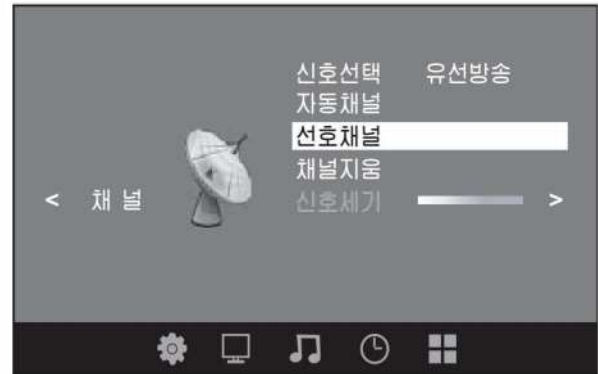 신호선택 유선방송
자동채널
선호채널
채널지움
< 채 널
신호세기 >